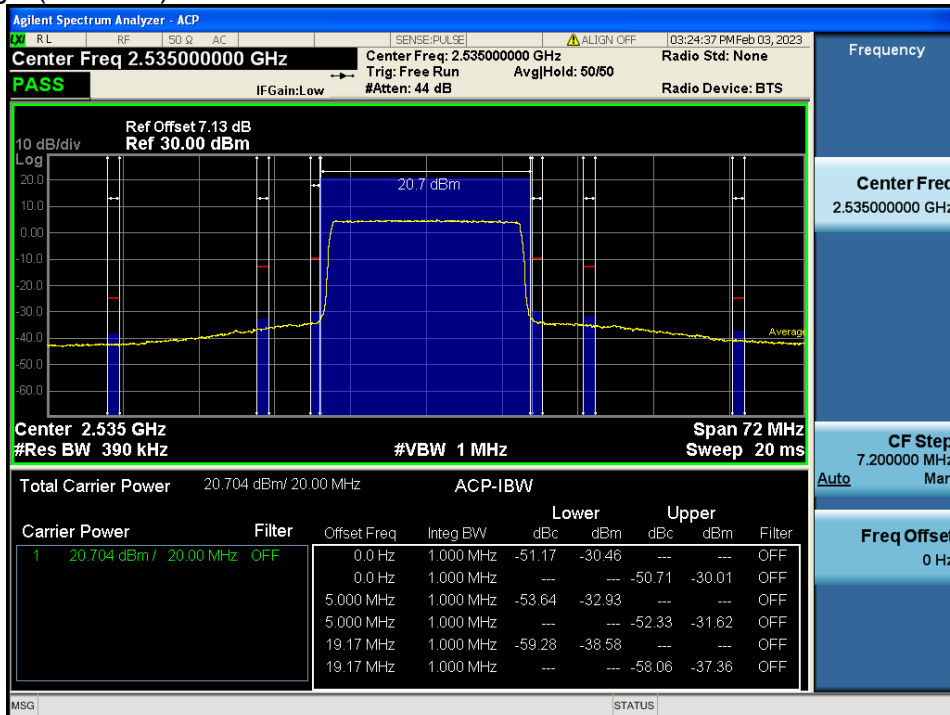 Agilent Spectrum Analyzer - ACP
LXI RL RF 50 Ω AC SENSE:PULSE ALIGN OFF 03:24:37 PM Feb 03, 2023
Center Freq 2.535000000 GHz
Center Freq: 2.535000000 GHz Radio Std: None
Trig: Free Run Avg|Hold: 50/50
PASS IFGain:Low #Atten: 44 dB Radio Device: BTS
Ref Offset 7.13 dB
10 dB/div Ref 30.00 dBm
Log
20.0
20.7 dBm
10.0
0.00
-10.0
-20.0
-30.0
-40.0
Average
-50.0
-60.0
Center 2.535 GHz Span 72 MHz
#Res BW 390 kHz #VBW 1 MHz Sweep 20 ms
Total Carrier Power 20.704 dBm/ 20.00 MHz ACP-IBW
Lower Upper
Carrier Power Filter Offset Freq Integ BW dBc dBm dBc dBm Filter
1 20.704 dBm / 20.00 MHz OFF 0.0 Hz 1.000 MHz -51.17 -30.46 --- --- OFF
0.0 Hz 1.000 MHz --- --- -50.71 -30.01 OFF
5.000 MHz 1.000 MHz -53.64 -32.93 --- --- OFF
5.000 MHz 1.000 MHz --- --- -52.33 -31.62 OFF
19.17 MHz 1.000 MHz -59.28 -38.58 --- --- OFF
19.17 MHz 1.000 MHz --- --- -58.06 -37.36 OFF
MSG STATUS
Frequency
Center Freq
2.535000000 GHz
CF Step
7.200000 MHz
Auto Man
Freq Offset
0 Hz